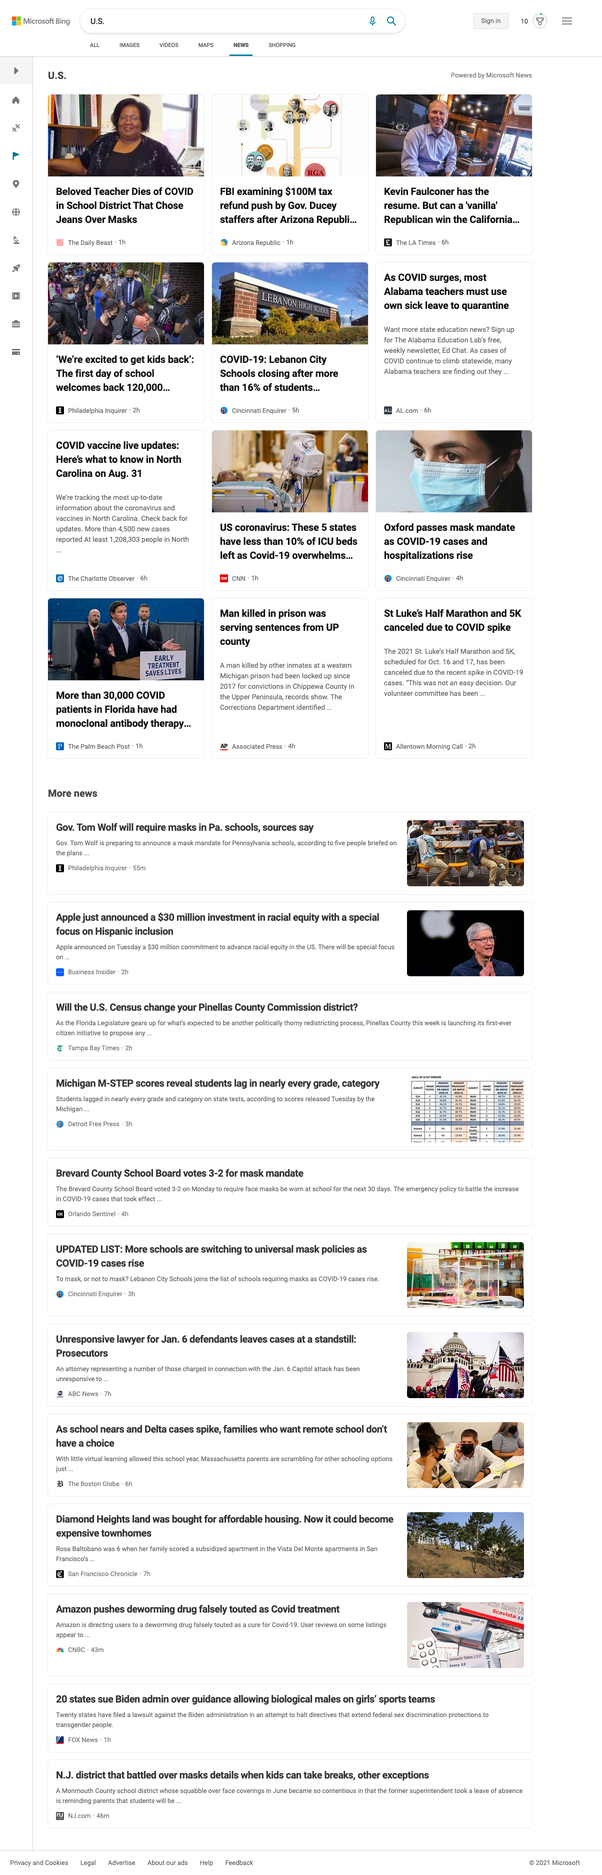 Microsoft Bing
U.S.
Sign in
10
ALL IMAGES VIDEOS MAPS NEWS SHOPPING
U.S.
Powered by Microsoft News
Beloved Teacher Dies of COVID
in School District That Chose
Jeans Over Masks
The Daily Beast · 1h
$100M
RGA
FBI examining $100M tax
refund push by Gov. Ducey
staffers after Arizona Republi...
Arizona Republic · 1h
Kevin Faulconer has the
resume. But can a 'vanilla'
Republican win the California...
The LA Times · 6h
'We're excited to get kids back':
The first day of school
welcomes back 120,000...
Philadelphia Inquirer · 2h
LEBANON HIGH SCHOOL
COVID-19: Lebanon City
Schools closing after more
than 16% of students...
Cincinnati Enquirer · 5h
As COVID surges, most
Alabama teachers must use
own sick leave to quarantine
Want more state education news? Sign up
for The Alabama Education Lab's free,
weekly newsletter, Ed Chat. As cases of
COVID continue to climb statewide, many
Alabama teachers are finding out they ...
AL.com · 6h
COVID vaccine live updates:
Here's what to know in North
Carolina on Aug. 31
We're tracking the most up-to-date
information about the coronavirus and
vaccines in North Carolina. Check back for
updates. More than 4,500 new cases
reported At least 1,208,303 people in North
...
The Charlotte Observer · 6h
US coronavirus: These 5 states
have less than 10% of ICU beds
left as Covid-19 overwhelms...
CNN · 1h
Oxford passes mask mandate
as COVID-19 cases and
hospitalizations rise
Cincinnati Enquirer · 4h
EARLY
TREATMENT
SAVES LIVES
More than 30,000 COVID
patients in Florida have had
monoclonal antibody therapy...
The Palm Beach Post · 1h
Man killed in prison was
serving sentences from UP
county
A man killed by other inmates at a western
Michigan prison had been locked up since
2017 for convictions in Chippewa County in
the Upper Peninsula, records show. The
Corrections Department identified ...
AP Associated Press · 4h
St Luke's Half Marathon and 5K
canceled due to COVID spike
The 2021 St. Luke's Half Marathon and 5K,
scheduled for Oct. 16 and 17, has been
canceled due to the recent spike in COVID-19
cases. "This was not an easy decision. Our
volunteer committee has been ...
Allentown Morning Call · 2h
More news
Gov. Tom Wolf will require masks in Pa. schools, sources say
Gov. Tom Wolf is preparing to announce a mask mandate for Pennsylvania schools, according to five people briefed on
the plans ...
Philadelphia Inquirer · 55m
Apple just announced a $30 million investment in racial equity with a special
focus on Hispanic inclusion
Apple announced on Tuesday a $30 million commitment to advance racial equity in the US. There will be special focus
on ...
Business Insider · 2h
Will the U.S. Census change your Pinellas County Commission district?
As the Florida Legislature gears up for what's expected to be another politically thorny redistricting process, Pinellas County this week is launching its first-ever
citizen initiative to propose any ...
Tampa Bay Times · 2h
Michigan M-STEP scores reveal students lag in nearly every grade, category
Students lagged in nearly every grade and category on state tests, according to scores released Tuesday by the
Michigan ...
Detroit Free Press · 3h
Brevard County School Board votes 3-2 for mask mandate
The Brevard County School Board voted 3-2 on Monday to require face masks be worn at school for the next 30 days. The emergency policy to battle the increase
in COVID-19 cases that took effect ...
Orlando Sentinel · 4h
UPDATED LIST: More schools are switching to universal mask policies as
COVID-19 cases rise
To mask, or not to mask? Lebanon City Schools joins the list of schools requiring masks as COVID-19 cases rise.
Cincinnati Enquirer · 3h
Unresponsive lawyer for Jan. 6 defendants leaves cases at a standstill:
Prosecutors
An attorney representing a number of those charged in connection with the Jan. 6 Capitol attack has been
unresponsive to ...
ABC News · 7h
As school nears and Delta cases spike, families who want remote school don't
have a choice
With little virtual learning allowed this school year, Massachusetts parents are scrambling for other schooling options
just ...
The Boston Globe · 6h
Diamond Heights land was bought for affordable housing. Now it could become
expensive townhomes
Rosa Baltobano was 6 when her family scored a subsidized apartment in the Vista Del Monte apartments in San
Francisco's ...
San Francisco Chronicle · 7h
Amazon pushes deworming drug falsely touted as Covid treatment
Amazon is directing users to a deworming drug falsely touted as a cure for Covid-19. User reviews on some listings
appear to ...
CNBC · 43m
Scavista 12
20 states sue Biden admin over guidance allowing biological males on girls' sports teams
Twenty states have filed a lawsuit against the Biden administration in an attempt to halt directives that extend federal sex discrimination protections to
transgender people.
FOX News · 1h
N.J. district that battled over masks details when kids can take breaks, other exceptions
A Monmouth County school district whose squabble over face coverings in June became so contentious in that the former superintendent took a leave of absence
is reminding parents that students will be ...
NJ.com · 46m
Privacy and Cookies Legal Advertise About our ads Help Feedback
© 2021 Microsoft